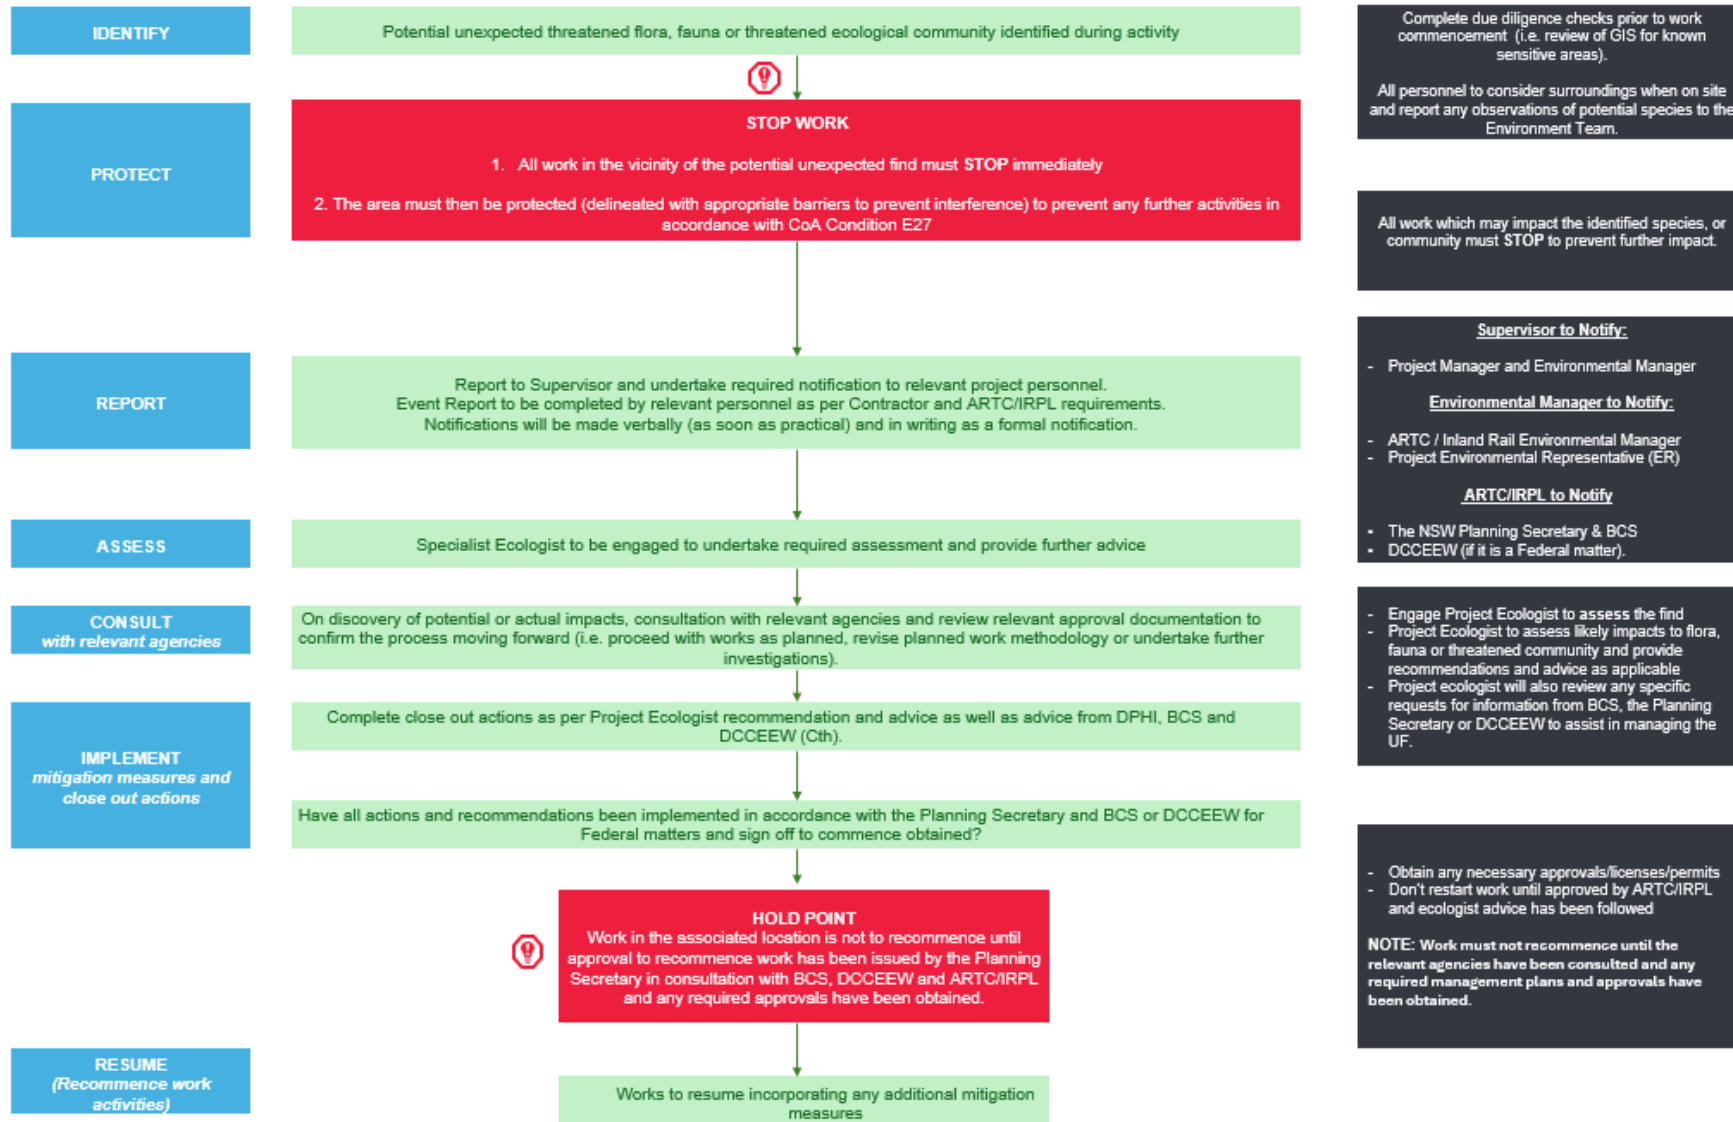 IDENTIFY
Potential unexpected threatened flora, fauna or threatened ecological community identified during activity
Complete due diligence checks prior to work
commencement (i.e. review of GIS for known
sensitive areas).
All personnel to consider surroundings when on site
and report any observations of potential species to the
Environment Team.
PROTECT
STOP WORK
1. All work in the vicinity of the potential unexpected find must STOP immediately
2. The area must then be protected (delineated with appropriate barriers to prevent interference) to prevent any further activities in
accordance with CoA Condition E27
All work which may impact the identified species, or
community must STOP to prevent further impact.
REPORT
Report to Supervisor and undertake required notification to relevant project personnel.
Event Report to be completed by relevant personnel as per Contractor and ARTC/IRPL requirements.
Notifications will be made verbally (as soon as practical) and in writing as a formal notification.
Supervisor to Notify:
- Project Manager and Environmental Manager
Environmental Manager to Notify:
- ARTC / Inland Rail Environmental Manager
- Project Environmental Representative (ER)
ARTC/IRPL to Notify
- The NSW Planning Secretary & BCS
- DCCEEW (if it is a Federal matter).
ASSESS
Specialist Ecologist to be engaged to undertake required assessment and provide further advice
CONSULT
with relevant agencies
On discovery of potential or actual impacts, consultation with relevant agencies and review relevant approval documentation to
confirm the process moving forward (i.e. proceed with works as planned, revise planned work methodology or undertake further
investigations).
- Engage Project Ecologist to assess the find
- Project Ecologist to assess likely impacts to flora,
fauna or threatened community and provide
recommendations and advice as applicable
- Project ecologist will also review any specific
requests for information from BCS, the Planning
Secretary or DCCEEW to assist in managing the
UF.
IMPLEMENT
mitigation measures and
close out actions
Complete close out actions as per Project Ecologist recommendation and advice as well as advice from DPHI, BCS and
DCCEEW (Cth).
Have all actions and recommendations been implemented in accordance with the Planning Secretary and BCS or DCCEEW for
Federal matters and sign off to commence obtained?
HOLD POINT
Work in the associated location is not to recommence until
approval to recommence work has been issued by the Planning
Secretary in consultation with BCS, DCCEEW and ARTC/IRPL
and any required approvals have been obtained.
- Obtain any necessary approvals/licenses/permits
- Don't restart work until approved by ARTC/IRPL
and ecologist advice has been followed
NOTE: Work must not recommence until the
relevant agencies have been consulted and any
required management plans and approvals have
been obtained.
RESUME
(Recommence work
activities)
Works to resume incorporating any additional mitigation
measures